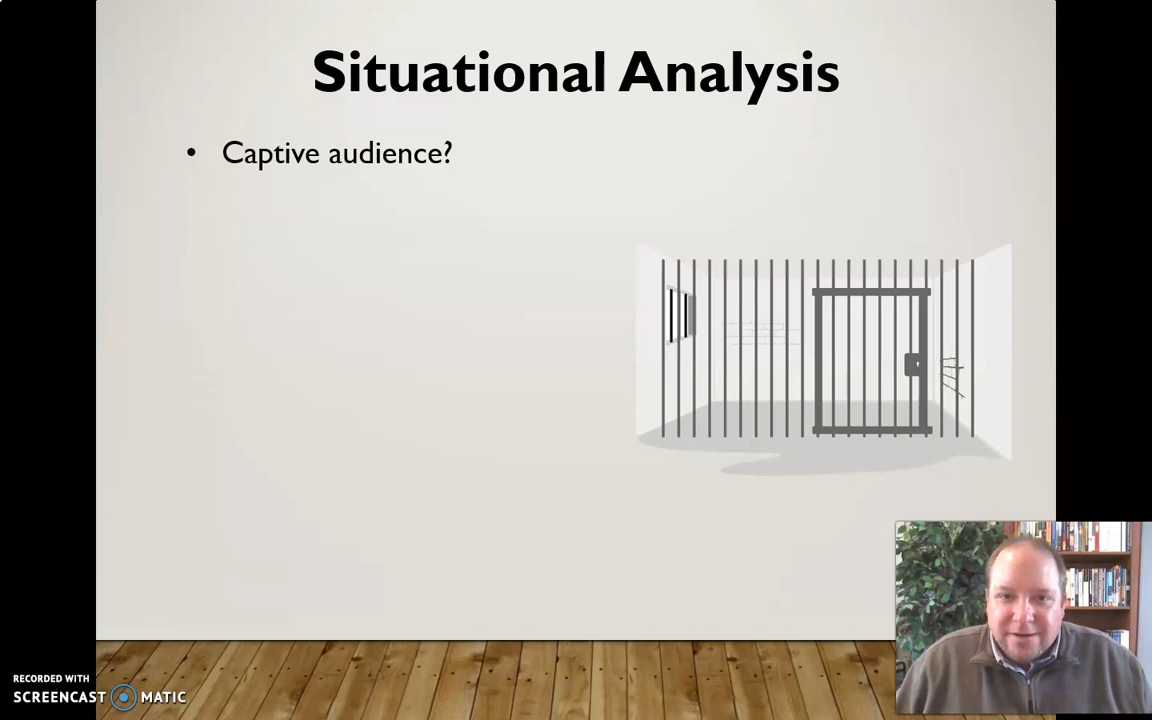 Situational Analysis
• Captive audience?
RECORDED WITH
SCREENCAST MATIC